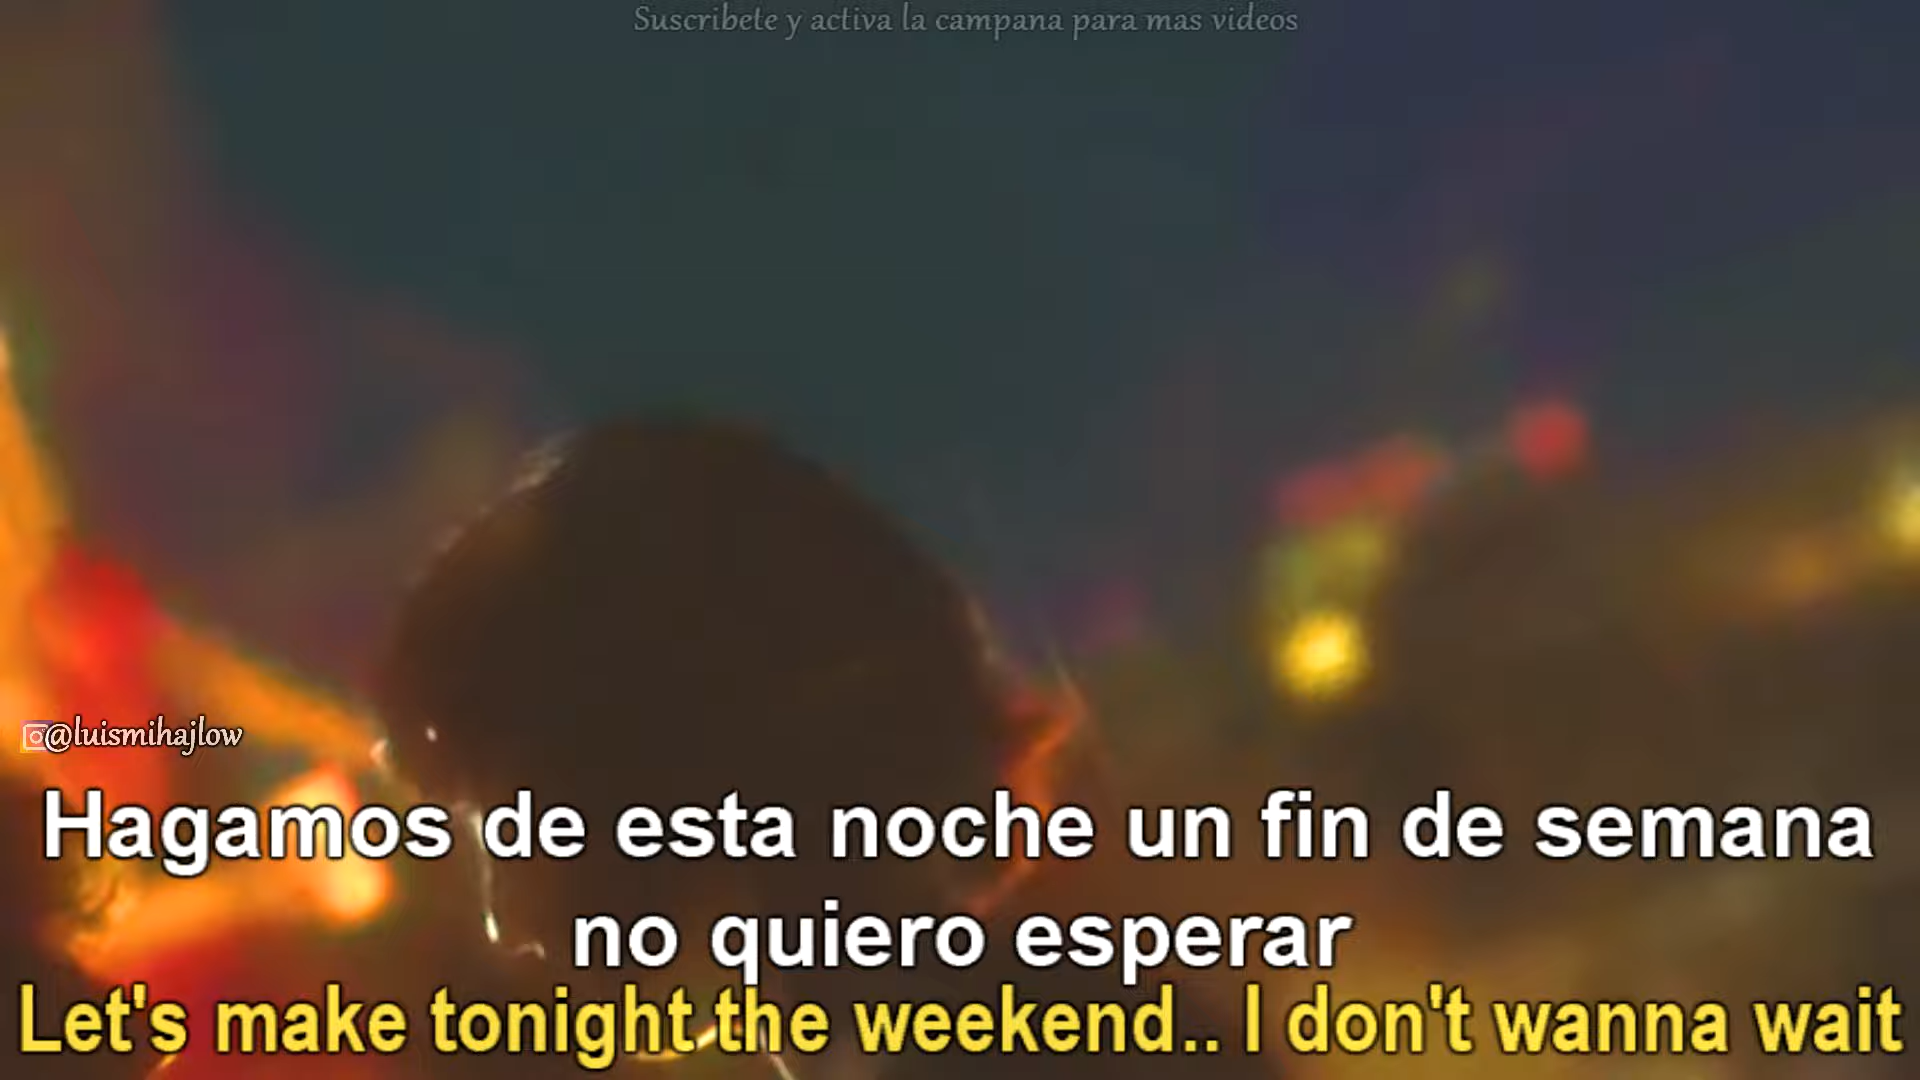 Suscribete y activa la campana para mas videos
@luismihajlow
Hagamos de esta noche un fin de semana
no quiero esperar
Let's make tonight the weekend.. I don't wanna wait